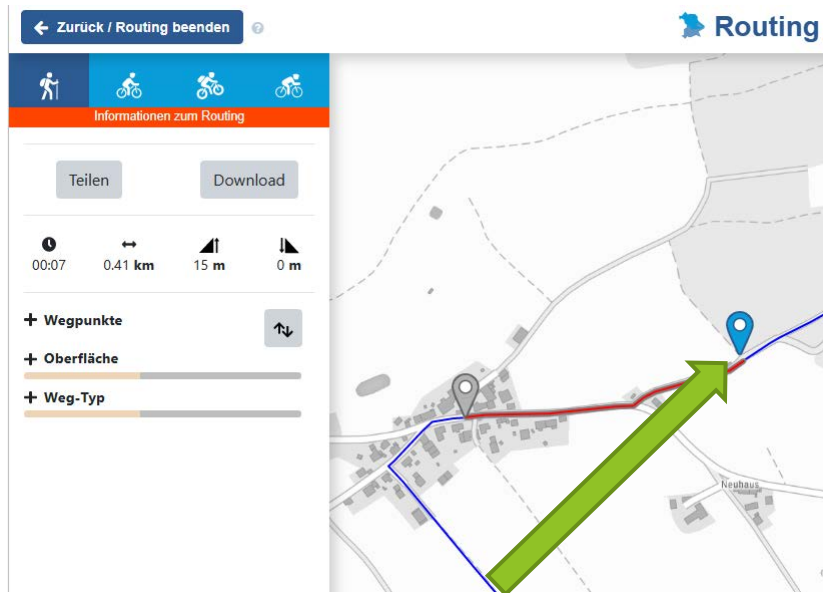 Zurück / Routing beenden
Routing
Informationen zum Routing
Teilen
Download
00:07
0.41 km
15 m
0 m
Wegpunkte
Oberfläche
Weg-Typ
Neuhaus